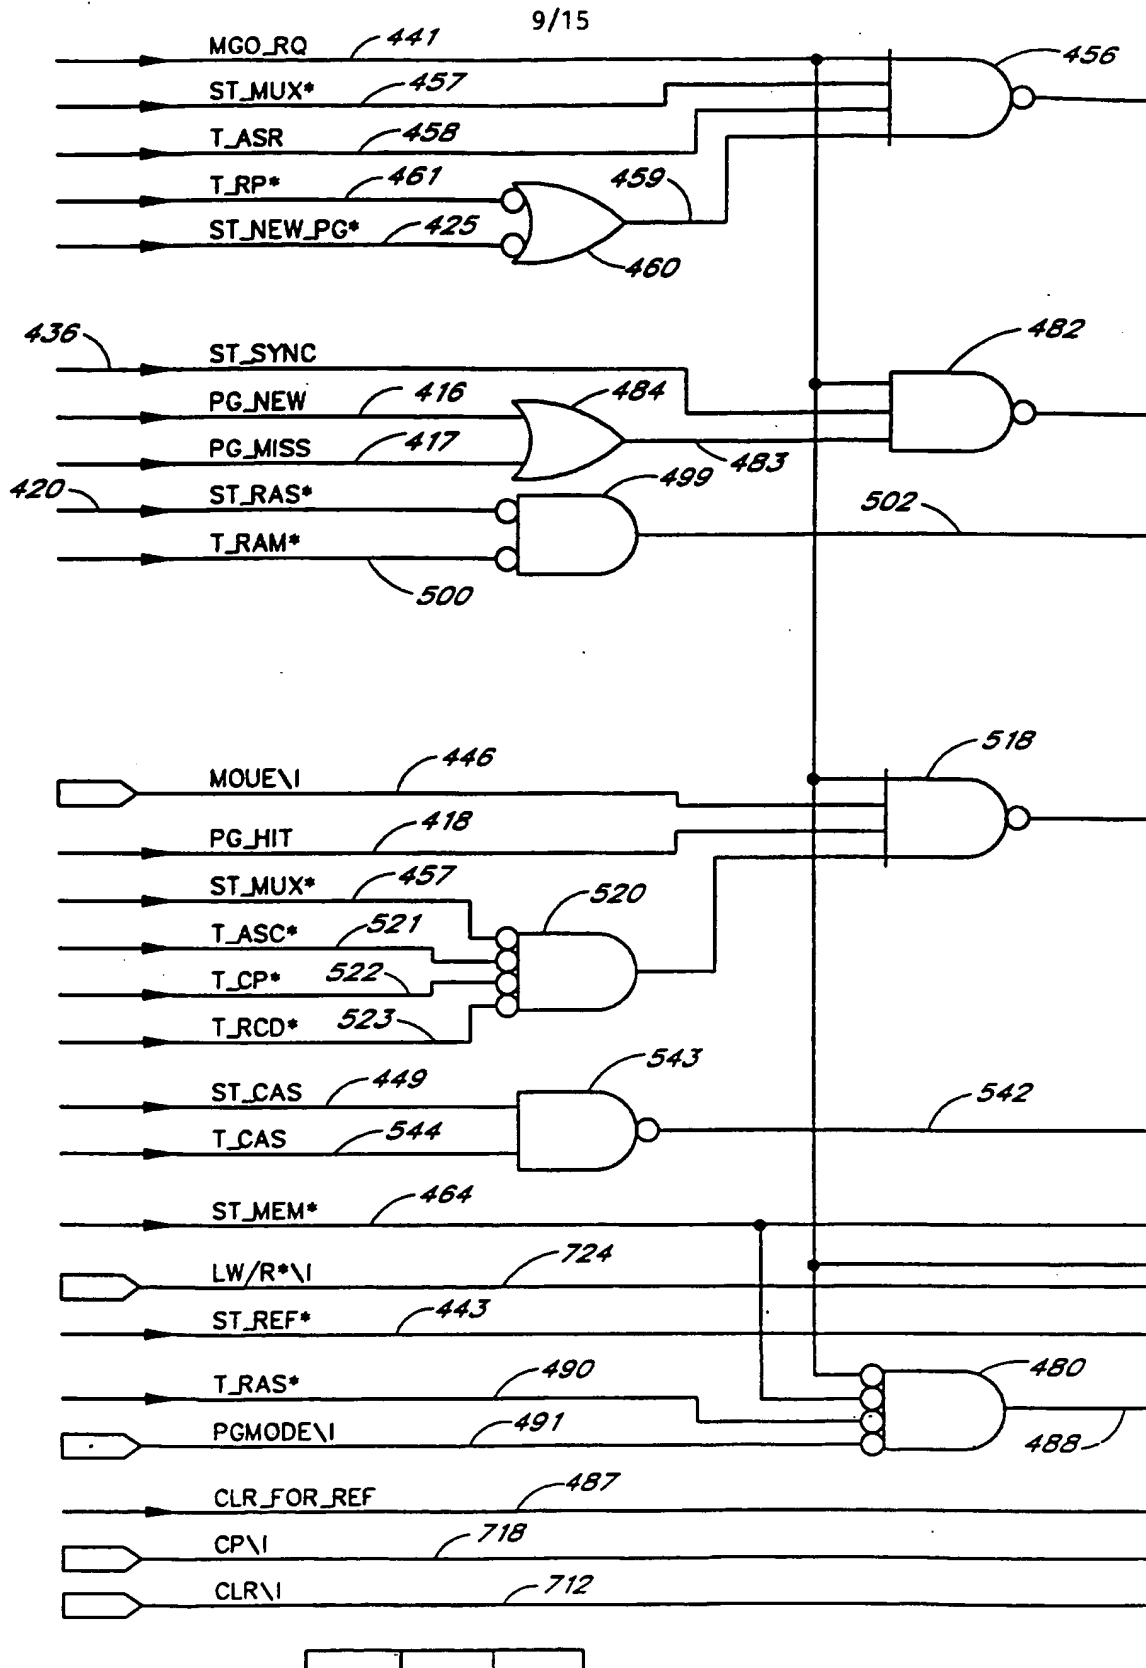 9/15
MGO_RQ 441 456
ST_MUX* 457
T_ASR 458
T_RP* 461 459
ST_NEW_PG* 425
460
436 ST_SYNC 482
PG_NEW 416 484
PG_MISS 417 483
499
420 ST_RAS* 502
T_RAM*
500
518
MOUE\I 446
PG_HIT 418
ST_MUX* 457 520
T_ASC* 521
T_CP* 522
T_RCD* 523
543
ST_CAS 449 542
T_CAS 544
ST_MEM* 464
LW/R*\I 724
ST_REF* 443
T_RAS* 490 480
PGMODE\I 491 488
CLR_FOR_REF 487
CP\I 718
CLR\I 712